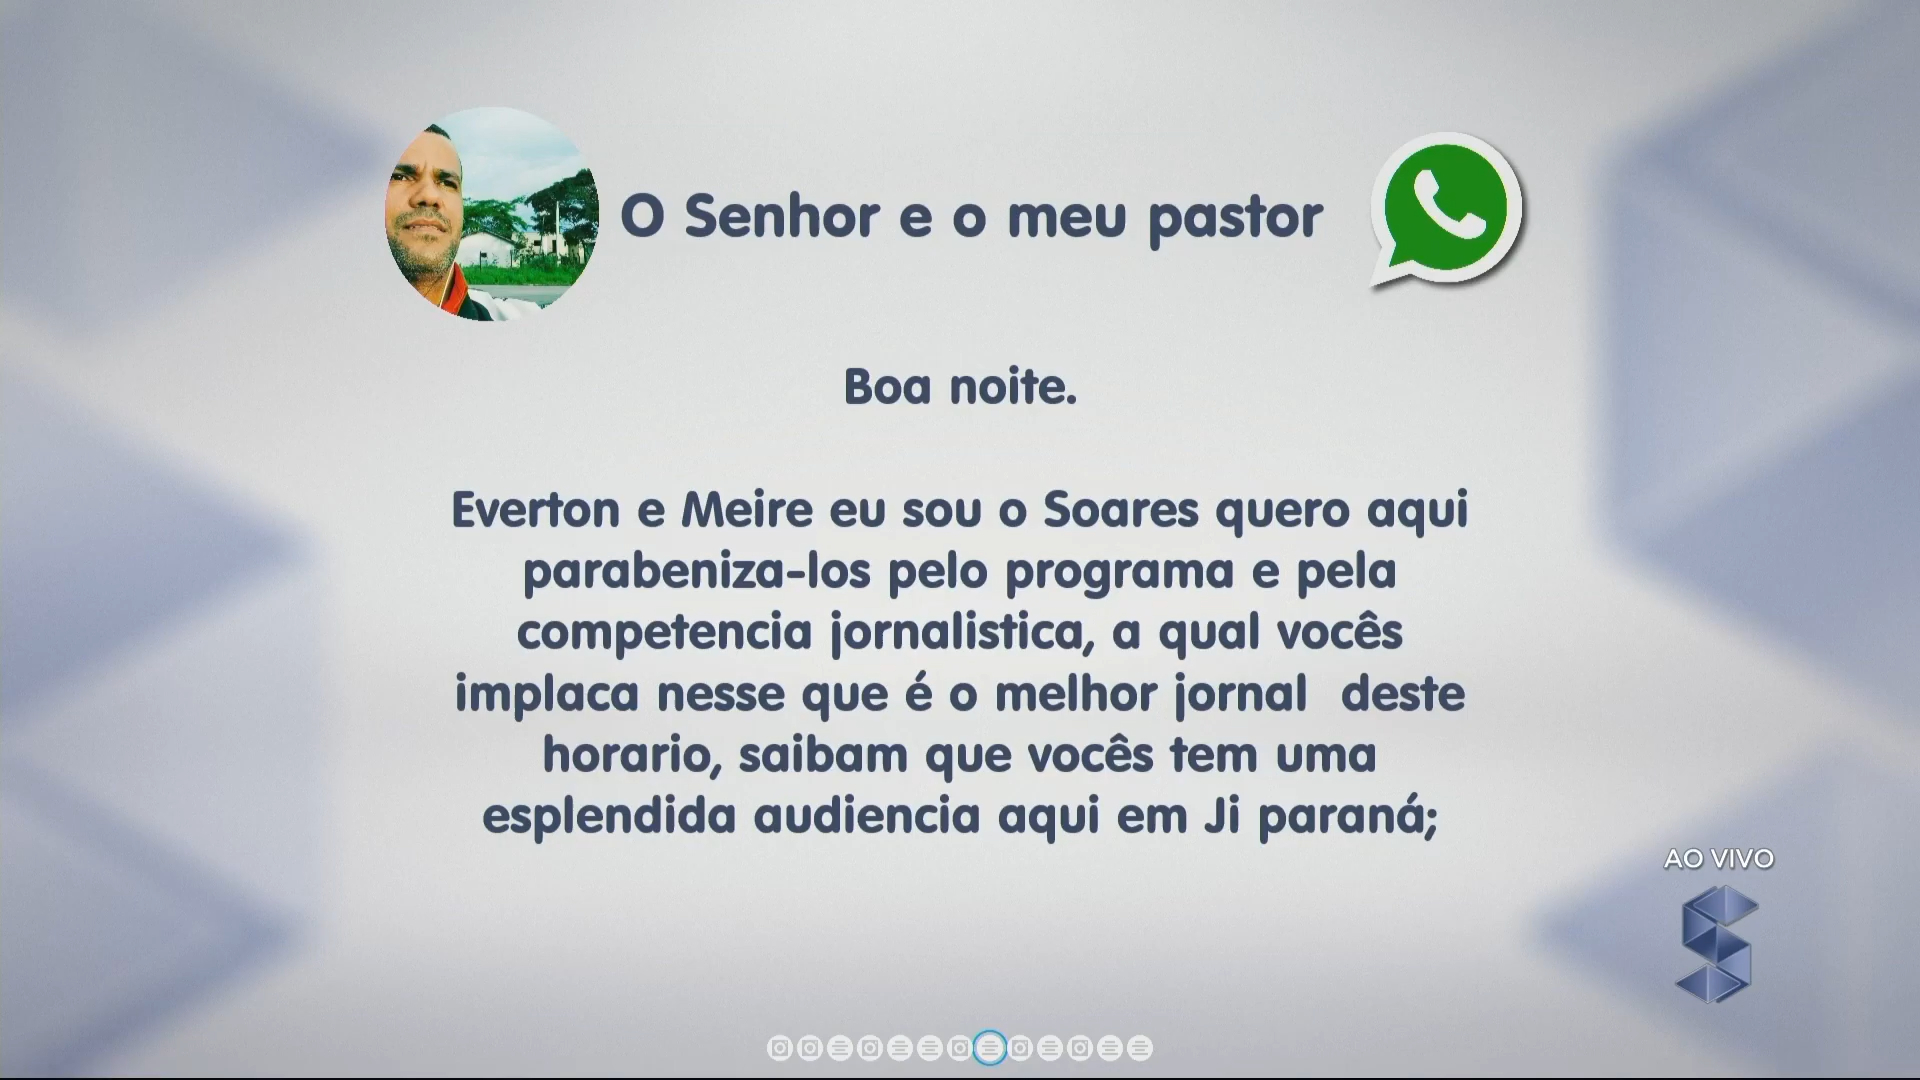 O Senhor e o meu pastor
Boa noite.
Everton e Meire eu sou o Soares quero aqui
parabeniza-los pelo programa e pela
competencia jornalistica, a qual vocês
implaca nesse que é o melhor jornal  deste
horario, saibam que vocês tem uma
esplendida audiencia aqui em Ji paraná;
AO VIVO